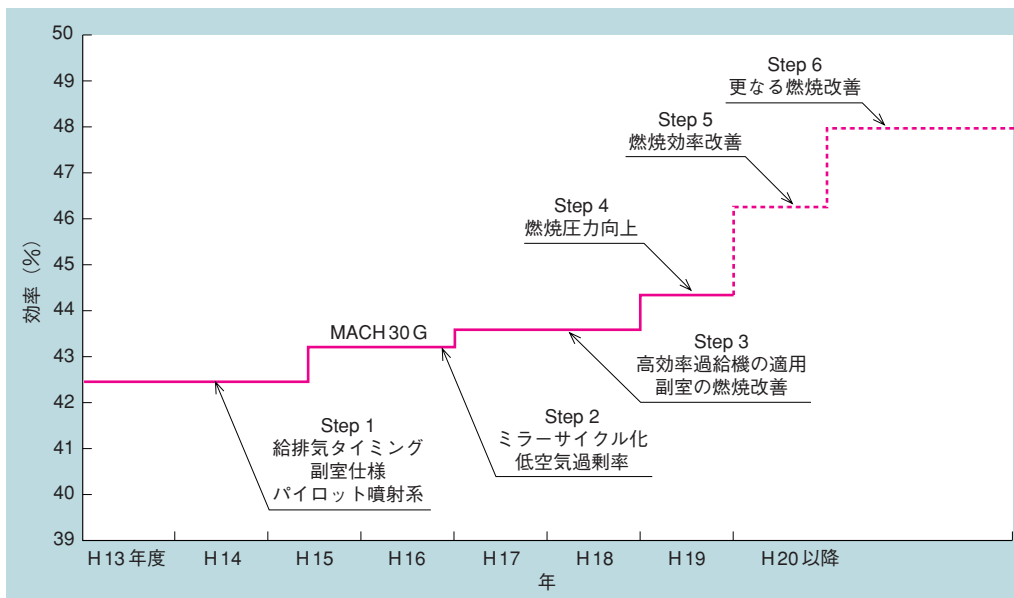 50
49
48
47
46
45
44
43
42
41
40
39
効率（％）
Step 6
更なる燃焼改善
Step 5
燃焼効率改善
Step 4
燃焼圧力向上
MACH 30 G
Step 3
高効率過給機の適用
副室の燃焼改善
Step 2
ミラーサイクル化
低空気過剰率
Step 1
給排気タイミング
副室仕様
パイロット噴射系
H 13 年度 H 14 H 15 H 16 H 17 H 18 H 19 H 20 以降
年